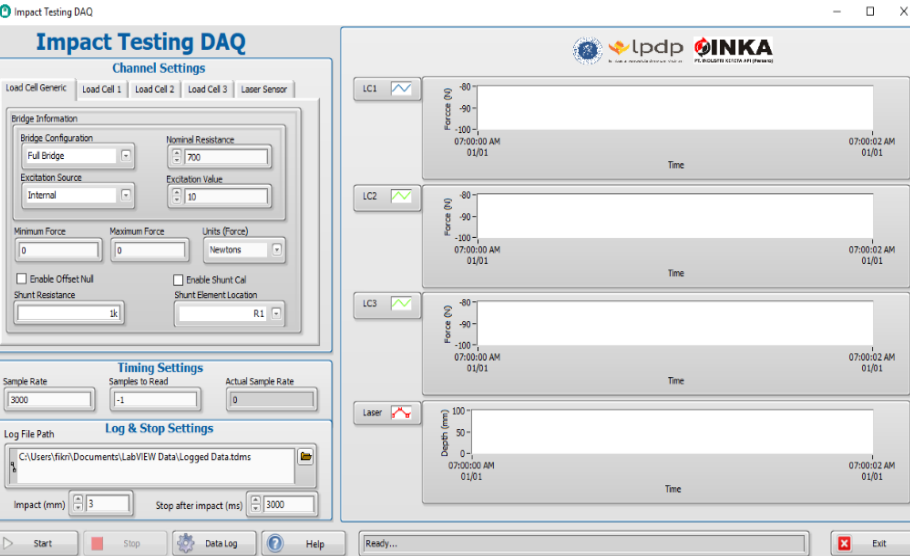 Impact Testing DAQ
Impact Testing DAQ
Channel Settings
Load Cell Generic
Load Cell 1
Load Cell 2
Load Cell 3
Laser Sensor
Bridge Information
Bridge Configuration
Nominal Resistance
Full Bridge
700
Excitation Source
Excitation Value
Internal
10
Minimum Force
Maximum Force
Units (Force)
0
0
Newtons
Enable Offset Null
Enable Shunt Cal
Shunt Resistance
Shunt Element Location
1k
R1
Timing Settings
Sample Rate
Samples to Read
Actual Sample Rate
3000
-1
0
Log & Stop Settings
Log File Path
C:\Users\fikri\Documents\LabVIEW Data\Logged Data.tdms
Impact (mm)
3
Stop after impact (ms)
3000
Start
Stop
Data Log
Help
lpdp
INKA
PT. INDUSTRI KERETA API (Persero)
LC1
Forcce (N)
-80
-90
-100
07:00:00 AM
01/01
07:00:02 AM
01/01
Time
LC2
Force (N)
-80
-90
-100
07:00:00 AM
01/01
07:00:02 AM
01/01
Time
LC3
Force (N)
-80
-90
-100
07:00:00 AM
01/01
07:00:02 AM
01/01
Time
Laser
Depth (mm)
100
50
0
07:00:00 AM
01/01
07:00:02 AM
01/01
Time
Ready...
Exit